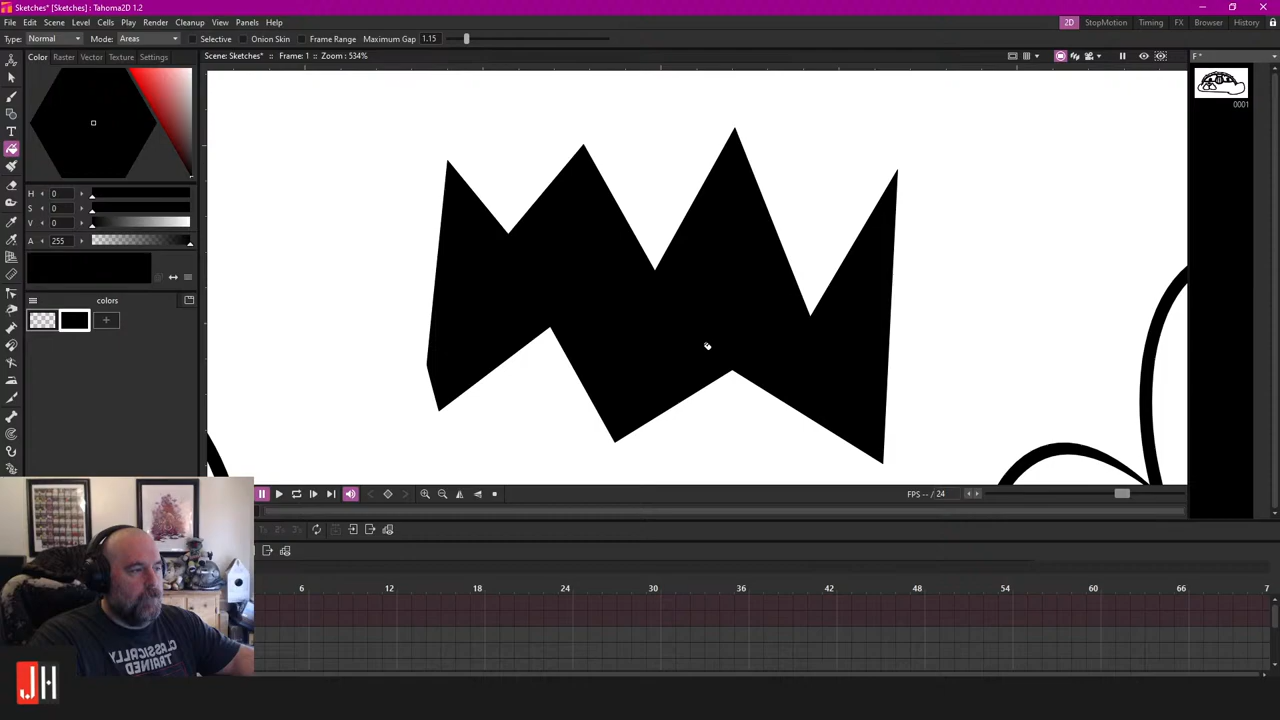 Sketches* [Sketches] : Tahoma2D 1.2
File Edit Scene Level Cells Play Render Cleanup View Panels Help
2D StopMotion Timing FX Browser History
Type: Normal Mode: Areas Selective Onion Skin Frame Range Maximum Gap 1.15
Color Raster Vector Texture Settings
Scene: Sketches* :: Frame: 1 :: Zoom : 534%
F *
0001
H 0
S 0
V 0
A 255
colors
FPS -- / 24
6 12 18 24 30 36 42 48 54 60 66 7
CLASSICALLY
TRAINED
JH